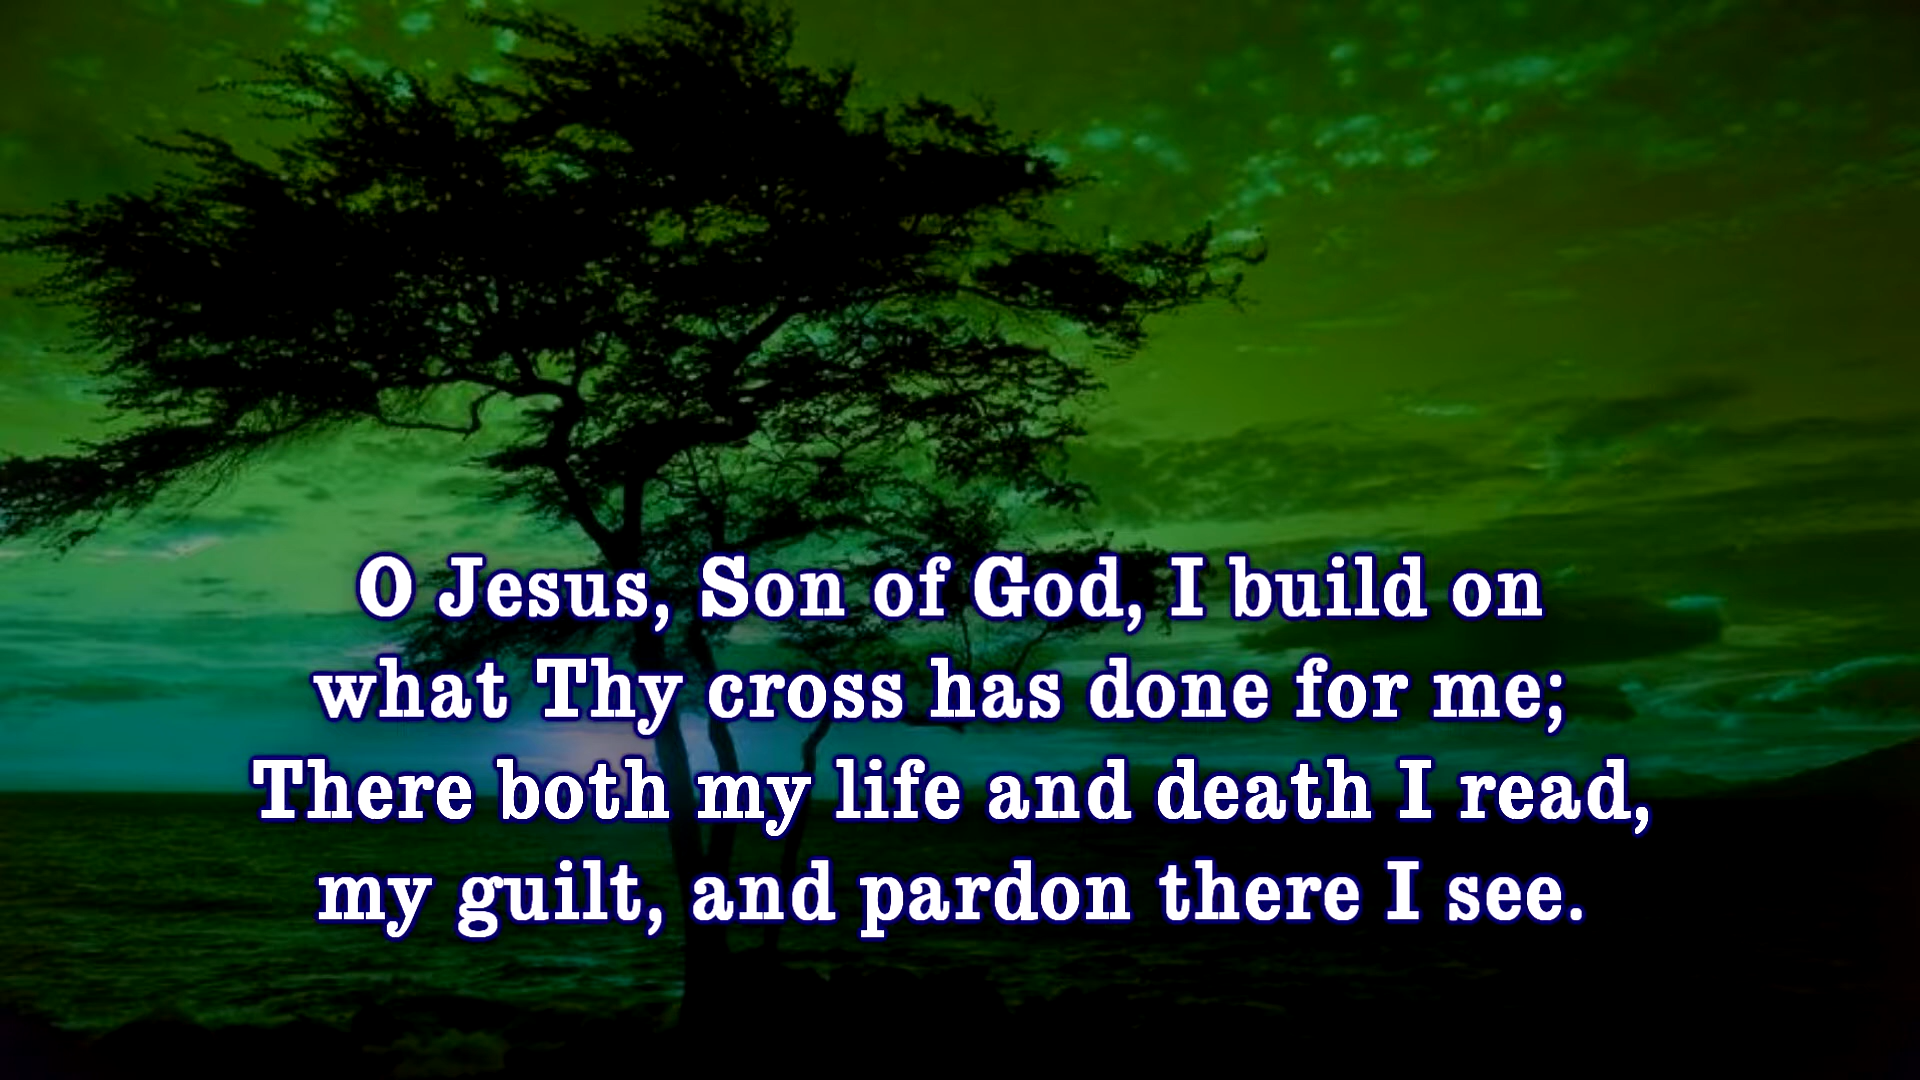 O Jesus, Son of God, I build on
what Thy cross has done for me;
There both my life and death I read,
my guilt, and pardon there I see.